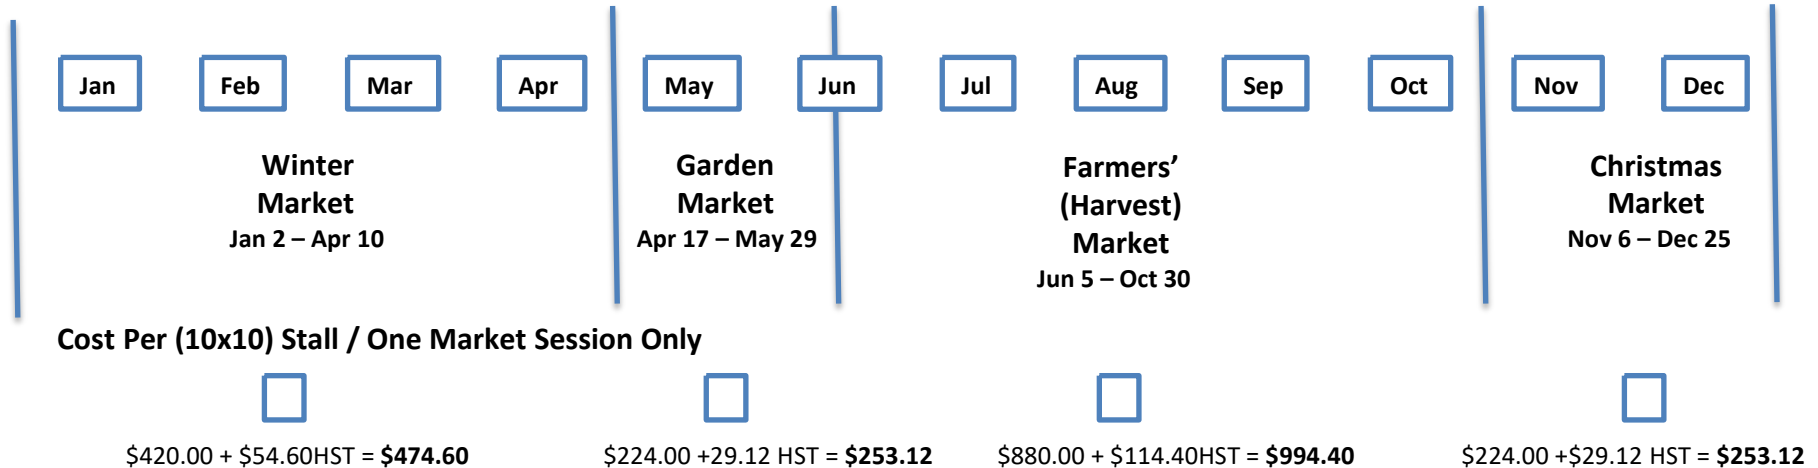 Jan Feb Mar Apr May Jun Jul Aug Sep Oct Nov Dec
Winter
Market
Jan 2 – Apr 10
Garden
Market
Apr 17 – May 29
Farmers’
(Harvest)
Market
Jun 5 – Oct 30
Christmas
Market
Nov 6 – Dec 25
Cost Per (10x10) Stall / One Market Session Only
$420.00 + $54.60HST = $474.60
$224.00 +29.12 HST = $253.12
$880.00 + $114.40HST = $994.40
$224.00 +$29.12 HST = $253.12